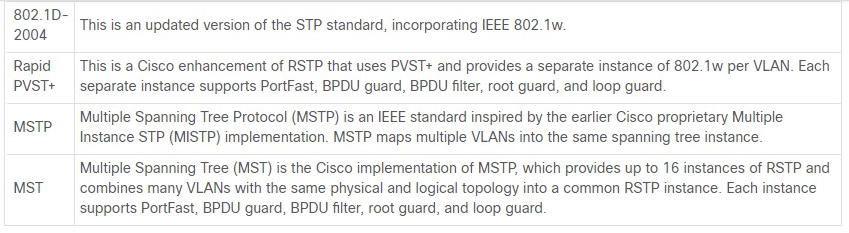 802.1D-
2004
This is an updated version of the STP standard, incorporating IEEE 802.1w.
Rapid
PVST+
This is a Cisco enhancement of RSTP that uses PVST+ and provides a separate instance of 802.1w per VLAN. Each
separate instance supports PortFast, BPDU guard, BPDU filter, root guard, and loop guard.
MSTP
Multiple Spanning Tree Protocol (MSTP) is an IEEE standard inspired by the earlier Cisco proprietary Multiple
Instance STP (MISTP) implementation. MSTP maps multiple VLANs into the same spanning tree instance.
MST
Multiple Spanning Tree (MST) is the Cisco implementation of MSTP, which provides up to 16 instances of RSTP and
combines many VLANs with the same physical and logical topology into a common RSTP instance. Each instance
supports PortFast, BPDU guard, BPDU filter, root guard, and loop guard.